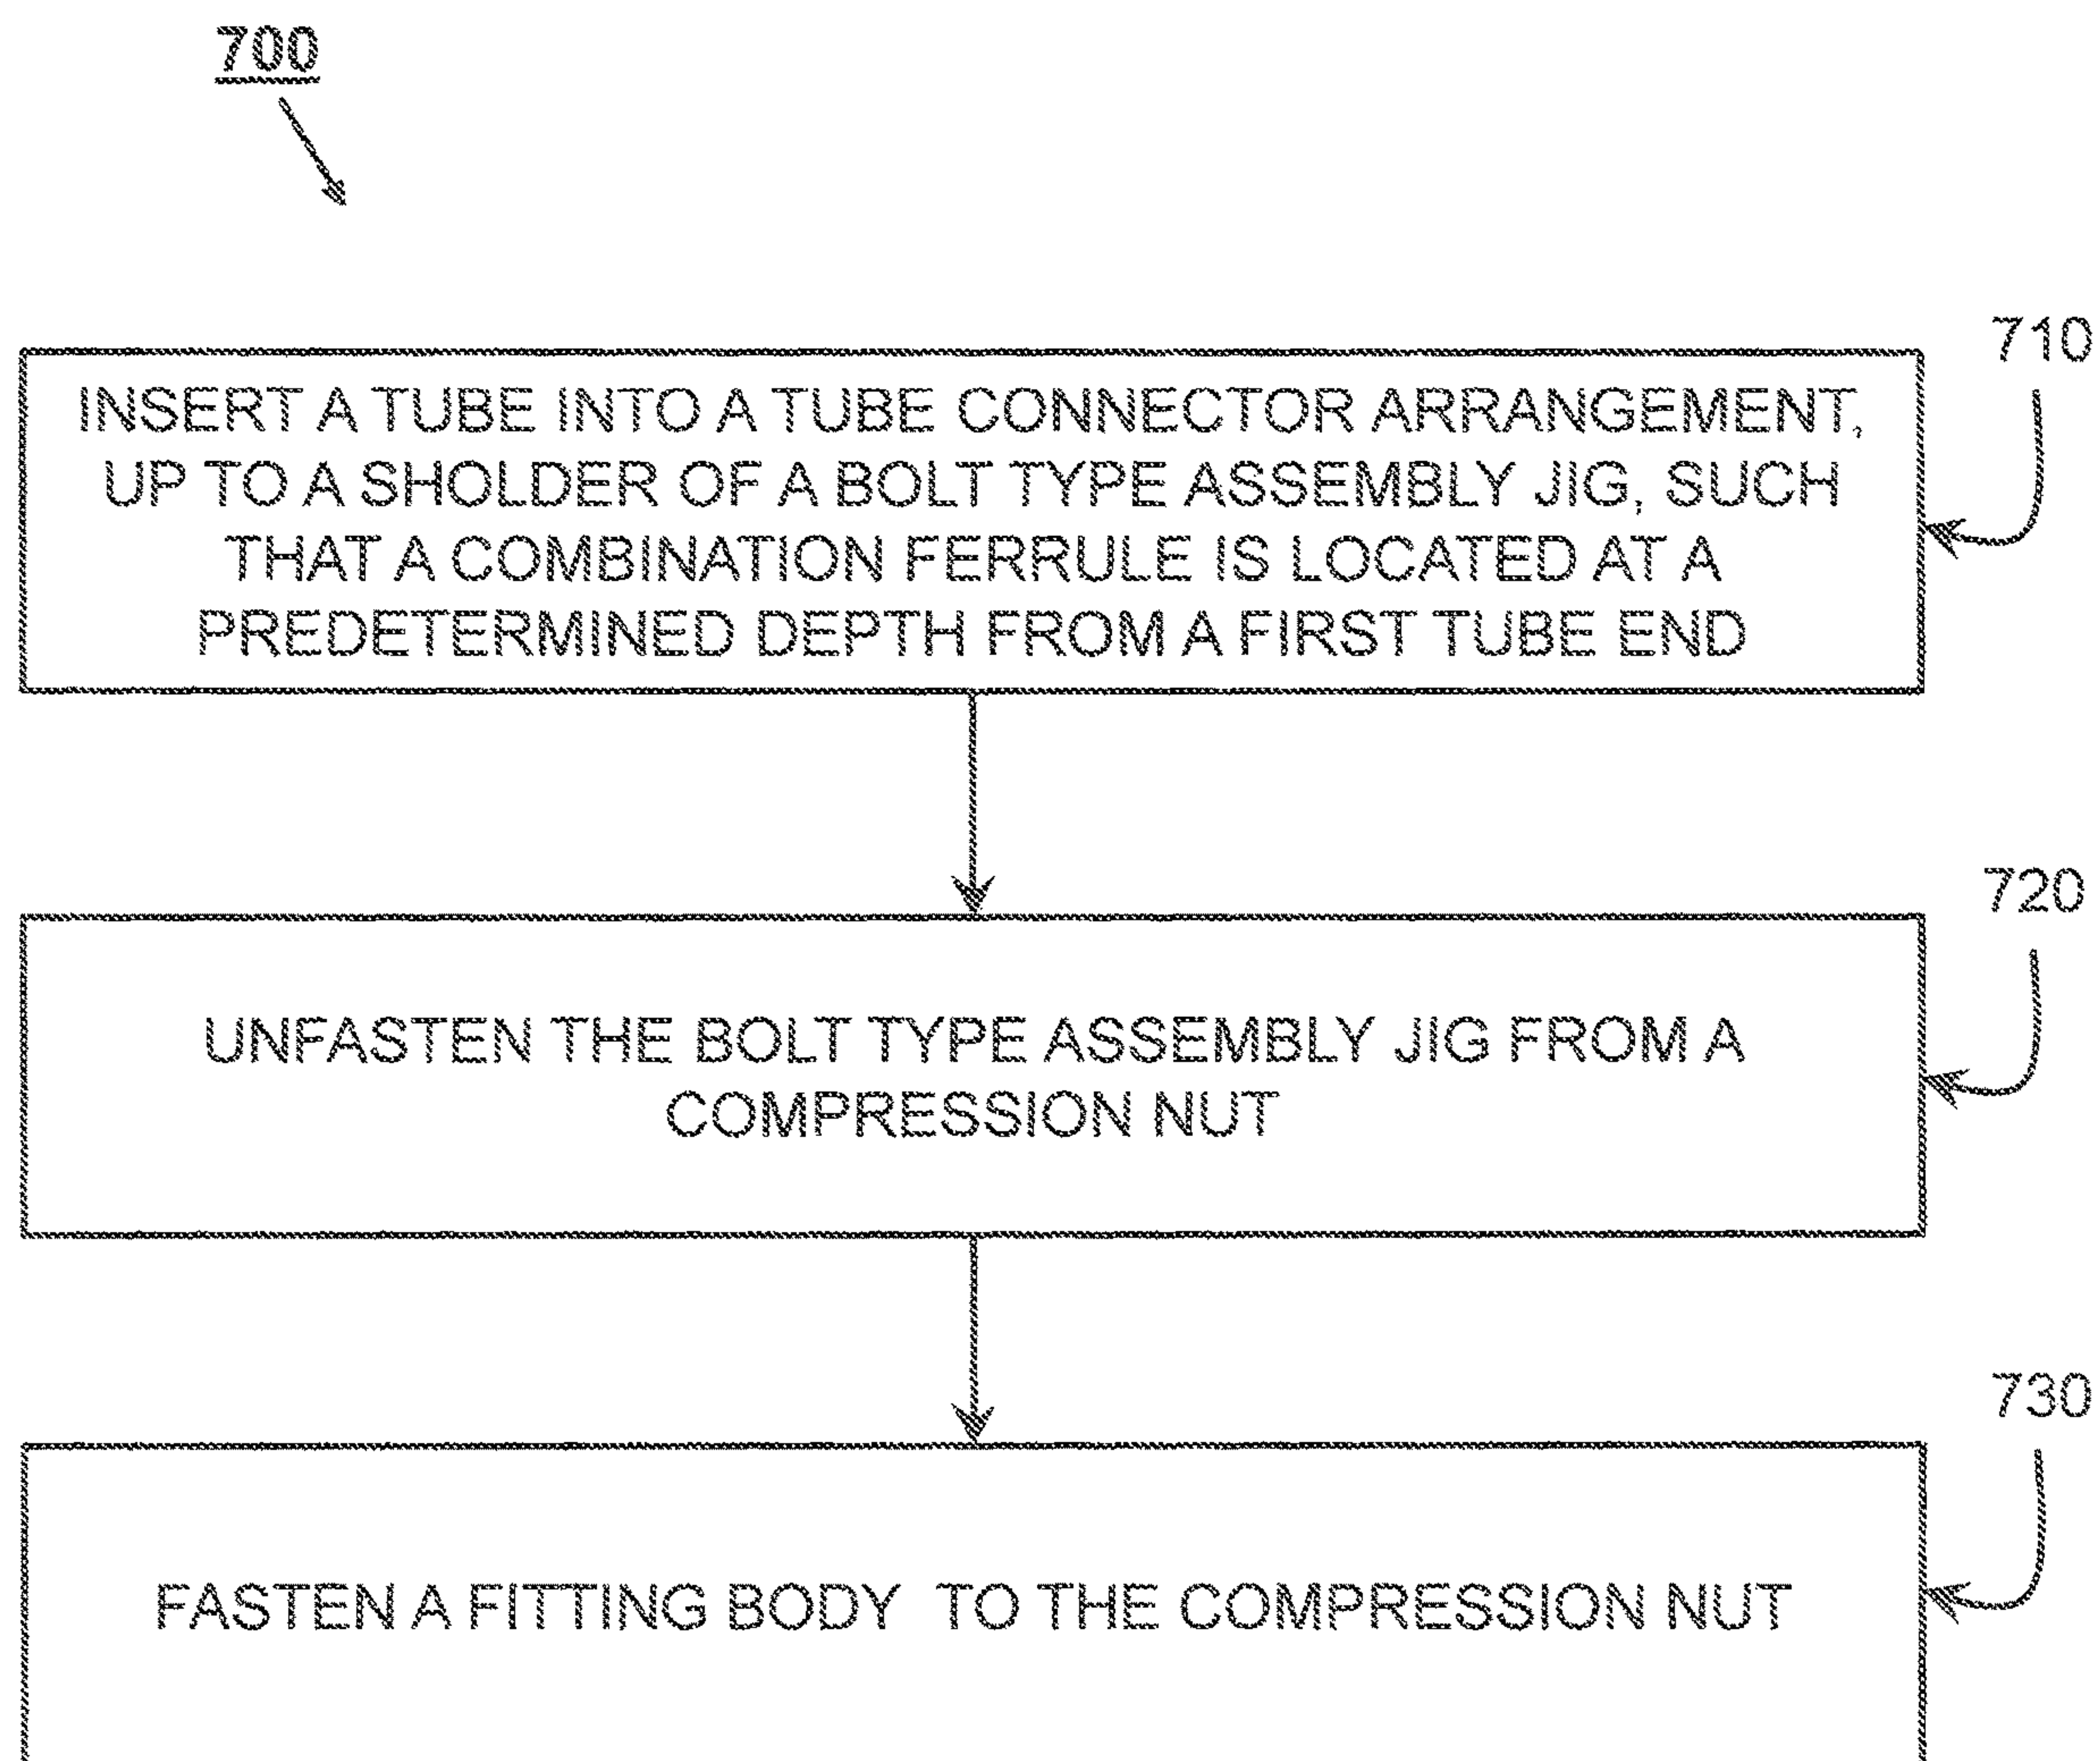 700
710
INSERT A TUBE INTO A TUBE CONNECTOR ARRANGEMENT,
UP TO A SHOLDER OF A BOLT TYPE ASSEMBLY JIG, SUCH
THAT A COMBINATION FERRULE IS LOCATED AT A
PREDETERMINED DEPTH FROM A FIRST TUBE END
720
UNFASTEN THE BOLT TYPE ASSEMBLY JIG FROM A
COMPRESSION NUT
730
FASTEN A FITTING BODY TO THE COMPRESSION NUT